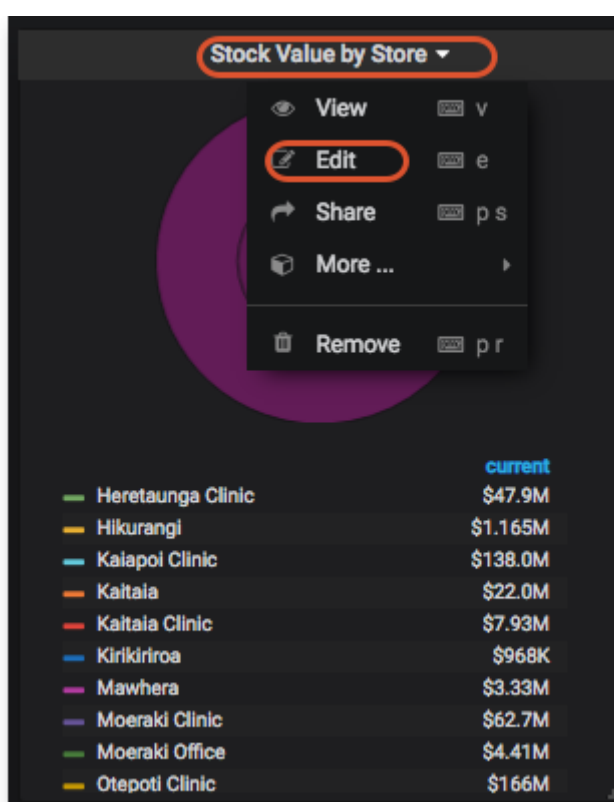 Stock Value by Store
View v
Edit e
Share p s
More ...
Remove p r
current
Heretaunga Clinic $47.9M
Hikurangi $1.165M
Kaiapoi Clinic $138.0M
Kaitaia $22.0M
Kaitaia Clinic $7.93M
Kirikiriroa $968K
Mawhera $3.33M
Moeraki Clinic $62.7M
Moeraki Office $4.41M
Otepoti Clinic $166M